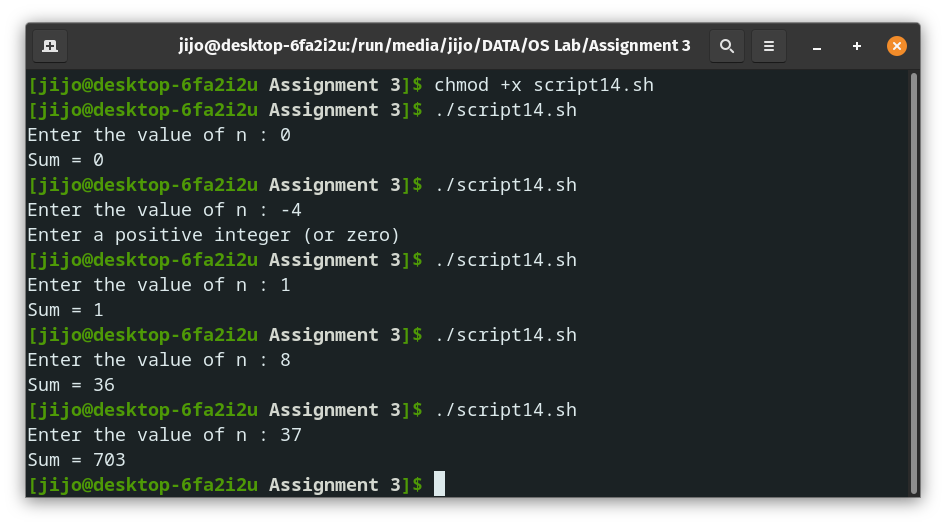 jijo@desktop-6fa2i2u:/run/media/jijo/DATA/OS Lab/Assignment 3
[jijo@desktop-6fa2i2u Assignment 3]$ chmod +x script14.sh
[jijo@desktop-6fa2i2u Assignment 3]$ ./script14.sh
Enter the value of n : 0
Sum = 0
[jijo@desktop-6fa2i2u Assignment 3]$ ./script14.sh
Enter the value of n : -4
Enter a positive integer (or zero)
[jijo@desktop-6fa2i2u Assignment 3]$ ./script14.sh
Enter the value of n : 1
Sum = 1
[jijo@desktop-6fa2i2u Assignment 3]$ ./script14.sh
Enter the value of n : 8
Sum = 36
[jijo@desktop-6fa2i2u Assignment 3]$ ./script14.sh
Enter the value of n : 37
Sum = 703
[jijo@desktop-6fa2i2u Assignment 3]$